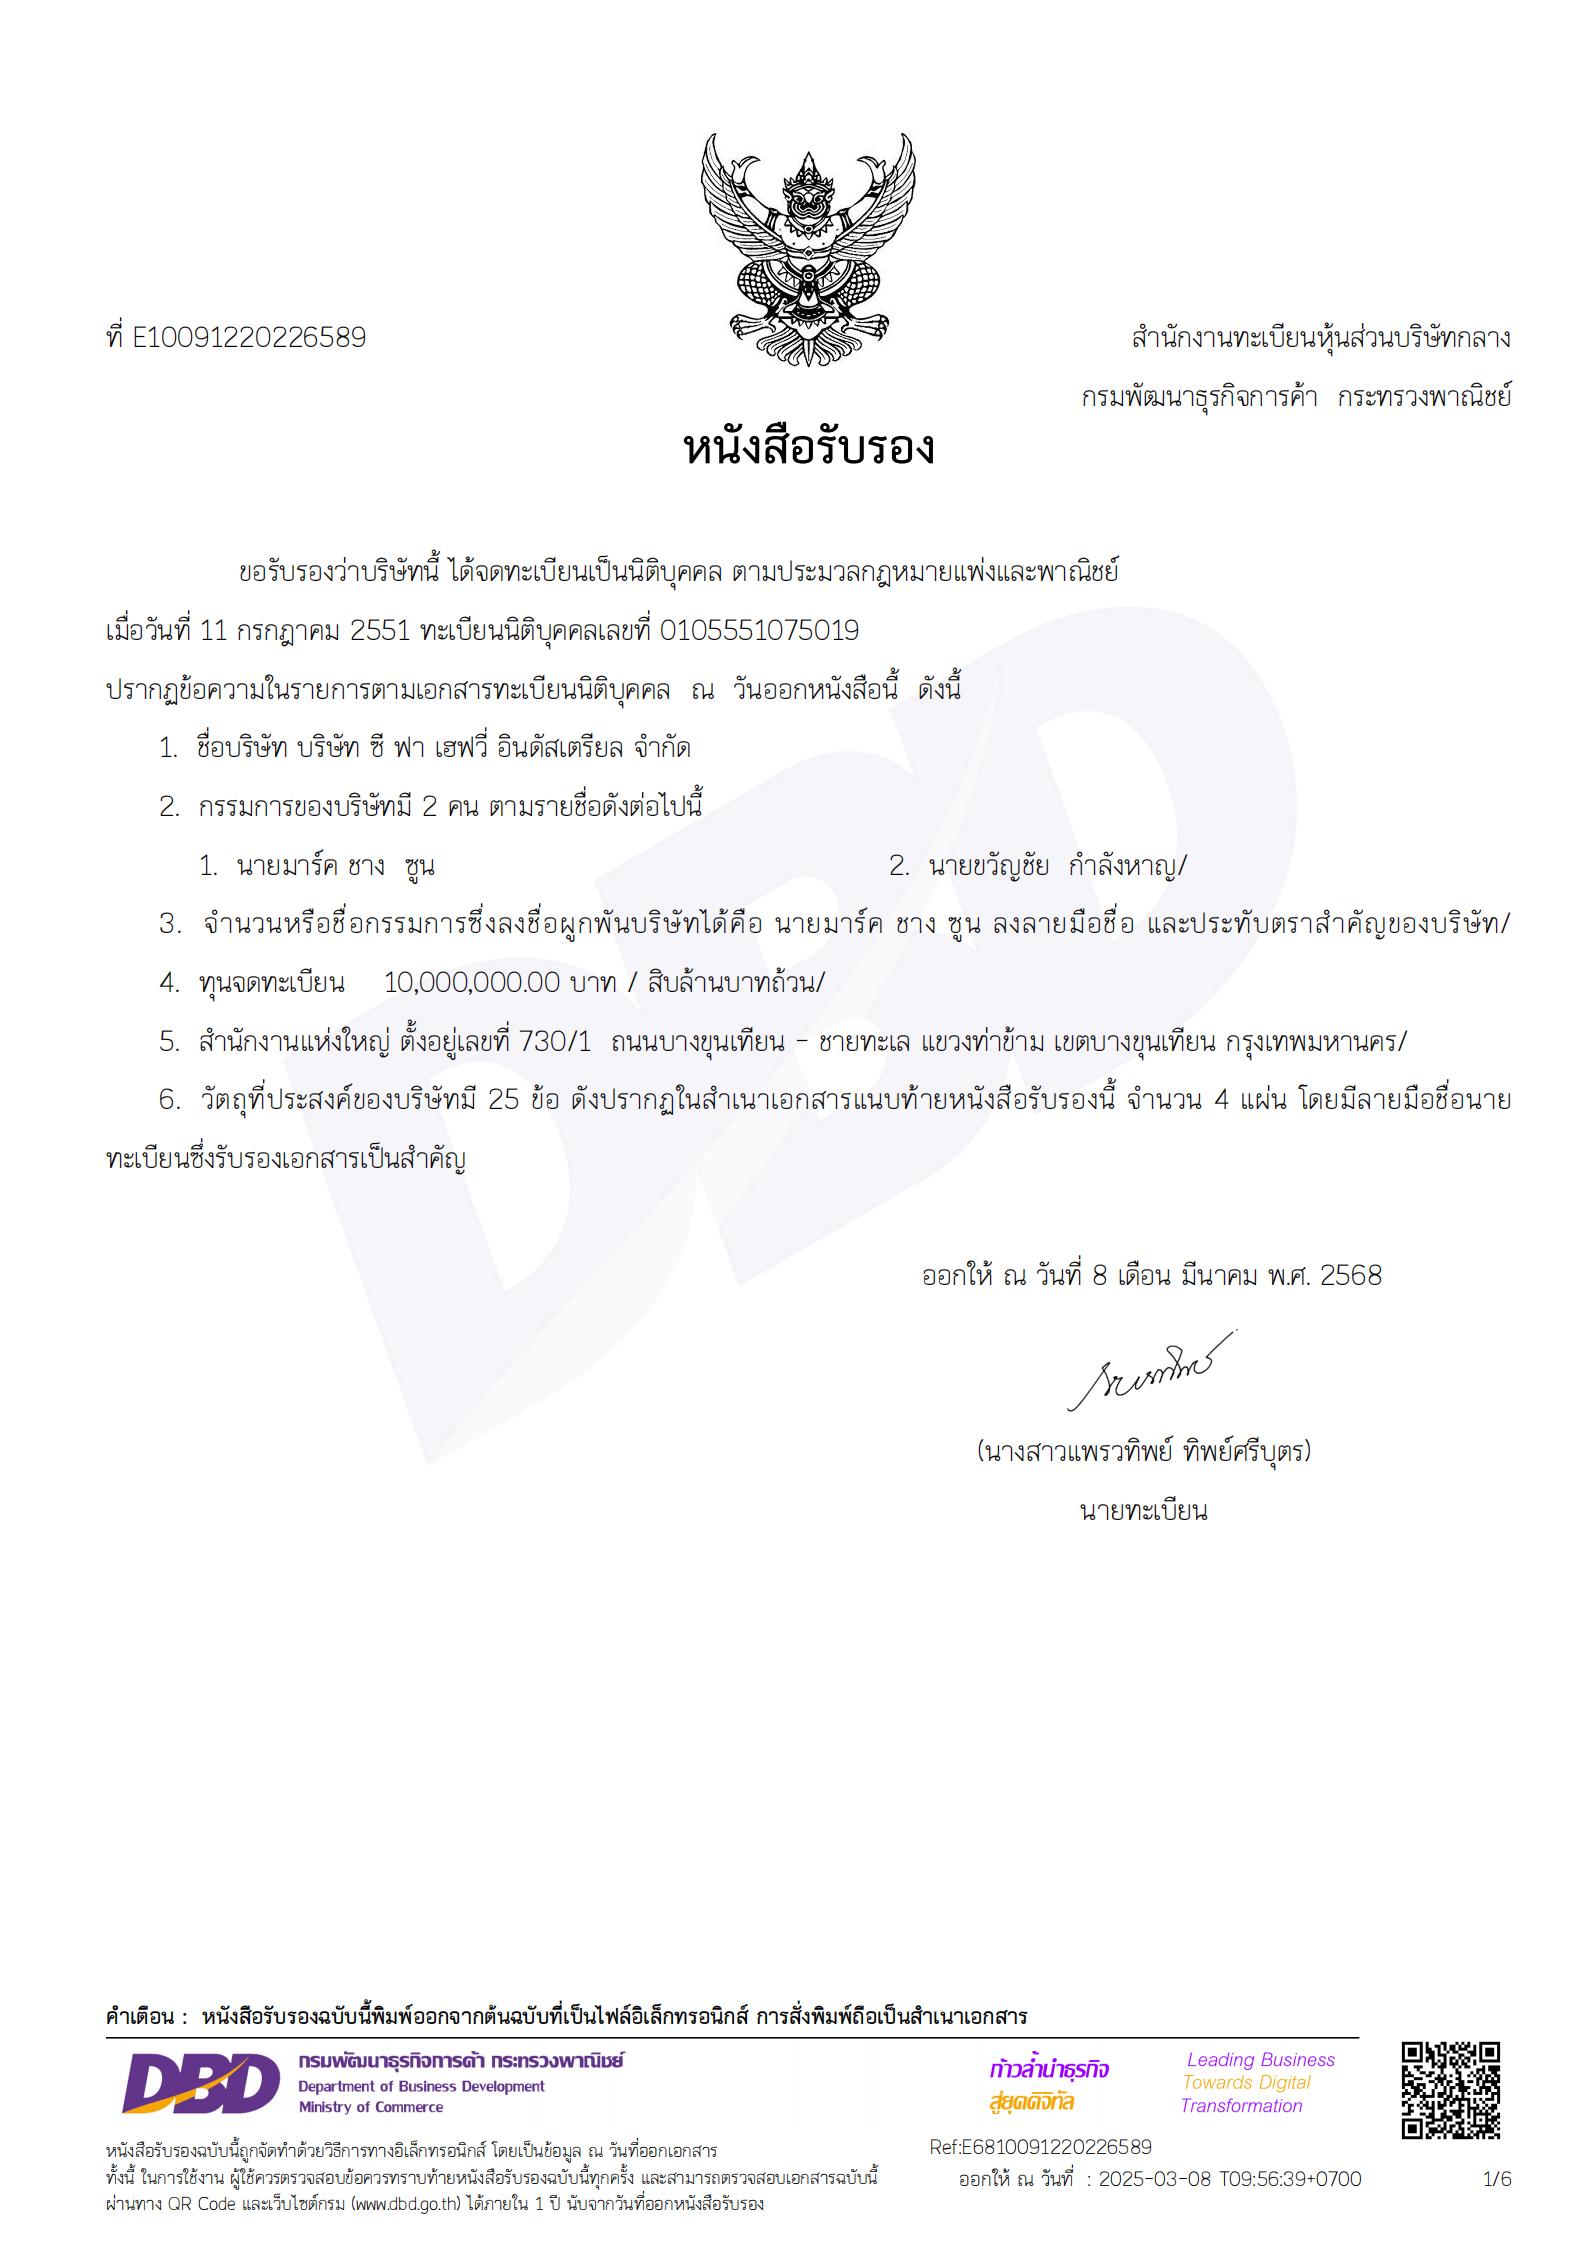 ที่ E10091220226589
สำนักงานทะเบียนหุ้นส่วนบริษัทกลาง
กรมพัฒนาธุรกิจการค้า กระทรวงพาณิชย์
หนังสือรับรอง
ขอรับรองว่าบริษัทนี้ ได้จดทะเบียนเป็นนิติบุคคล ตามประมวลกฎหมายแพ่งและพาณิชย์
เมื่อวันที่ 11 กรกฎาคม 2551 ทะเบียนนิติบุคคลเลขที่ 0105551075019
ปรากฏข้อความในรายการตามเอกสารทะเบียนนิติบุคคล ณ วันออกหนังสือนี้ ดังนี้
1. ชื่อบริษัท บริษัท ซี ฟา เฮฟวี่ อินดัสเตรียล จำกัด
2. กรรมการของบริษัทมี 2 คน ตามรายชื่อดังต่อไปนี้
1. นายมาร์ค ชาง ซูน 2. นายขวัญชัย กำลังหาญ/
3. จำนวนหรือชื่อกรรมการซึ่งลงชื่อผูกพันบริษัทได้คือ นายมาร์ค ชาง ซูน ลงลายมือชื่อ และประทับตราสำคัญของบริษัท/
4. ทุนจดทะเบียน 10,000,000.00 บาท / สิบล้านบาทถ้วน/
5. สำนักงานแห่งใหญ่ ตั้งอยู่เลขที่ 730/1 ถนนบางขุนเทียน - ชายทะเล แขวงท่าข้าม เขตบางขุนเทียน กรุงเทพมหานคร/
6. วัตถุที่ประสงค์ของบริษัทมี 25 ข้อ ดังปรากฏในสำเนาเอกสารแนบท้ายหนังสือรับรองนี้ จำนวน 4 แผ่น โดยมีลายมือชื่อนาย
ทะเบียนซึ่งรับรองเอกสารเป็นสำคัญ
ออกให้ ณ วันที่ 8 เดือน มีนาคม พ.ศ. 2568
(นางสาวแพรวทิพย์ ทิพย์ศรีบุตร)
นายทะเบียน
คำเตือน : หนังสือรับรองฉบับนี้พิมพ์ออกจากต้นฉบับที่เป็นไฟล์อิเล็กทรอนิกส์ การสั่งพิมพ์ถือเป็นสำเนาเอกสาร
DBD
กรมพัฒนาธุรกิจการค้า กระทรวงพาณิชย์
Department of Business Development
Ministry of Commerce
ก้าวล้ำนำธุรกิจ
สู่ยุคดิจิทัล
Leading Business
Towards Digital
Transformation
หนังสือรับรองฉบับนี้ถูกจัดทำด้วยวิธีการทางอิเล็กทรอนิกส์ โดยเป็นข้อมูล ณ วันที่ออกเอกสาร
ทั้งนี้ ในการใช้งาน ผู้ใช้ควรตรวจสอบข้อควรทราบท้ายหนังสือรับรองฉบับนี้ทุกครั้ง และสามารถตรวจสอบเอกสารฉบับนี้
ผ่านทาง QR Code และเว็บไซต์กรม (www.dbd.go.th) ได้ภายใน 1 ปี นับจากวันที่ออกหนังสือรับรอง
Ref:E6810091220226589
ออกให้ ณ วันที่ : 2025-03-08 T09:56:39+0700
1/6